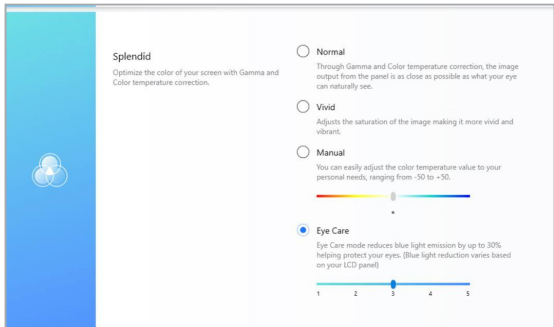 Splendid
Optimize the color of your screen with Gamma and
Color temperature correction.
Normal
Through Gamma and Color temperature correction, the image
output from the panel is as close as possible as what your eye
can naturally see.
Vivid
Adjusts the saturation of the image making it more vivid and
vibrant.
Manual
You can easily adjust the color temperature value to your
personal needs, ranging from -50 to +50.
Eye Care
Eye Care mode reduces blue light emission by up to 30%
helping protect your eyes. (Blue light reduction varies based
on your LCD panel)
1 2 3 4 5